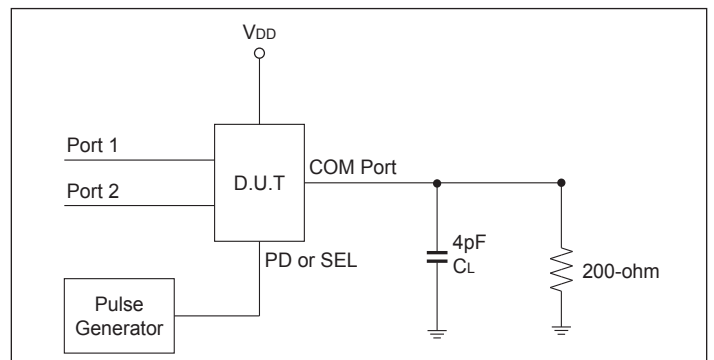 VDD
Port 1
Port 2
D.U.T
COM Port
PD or SEL
4pF
CL
200-ohm
Pulse
Generator